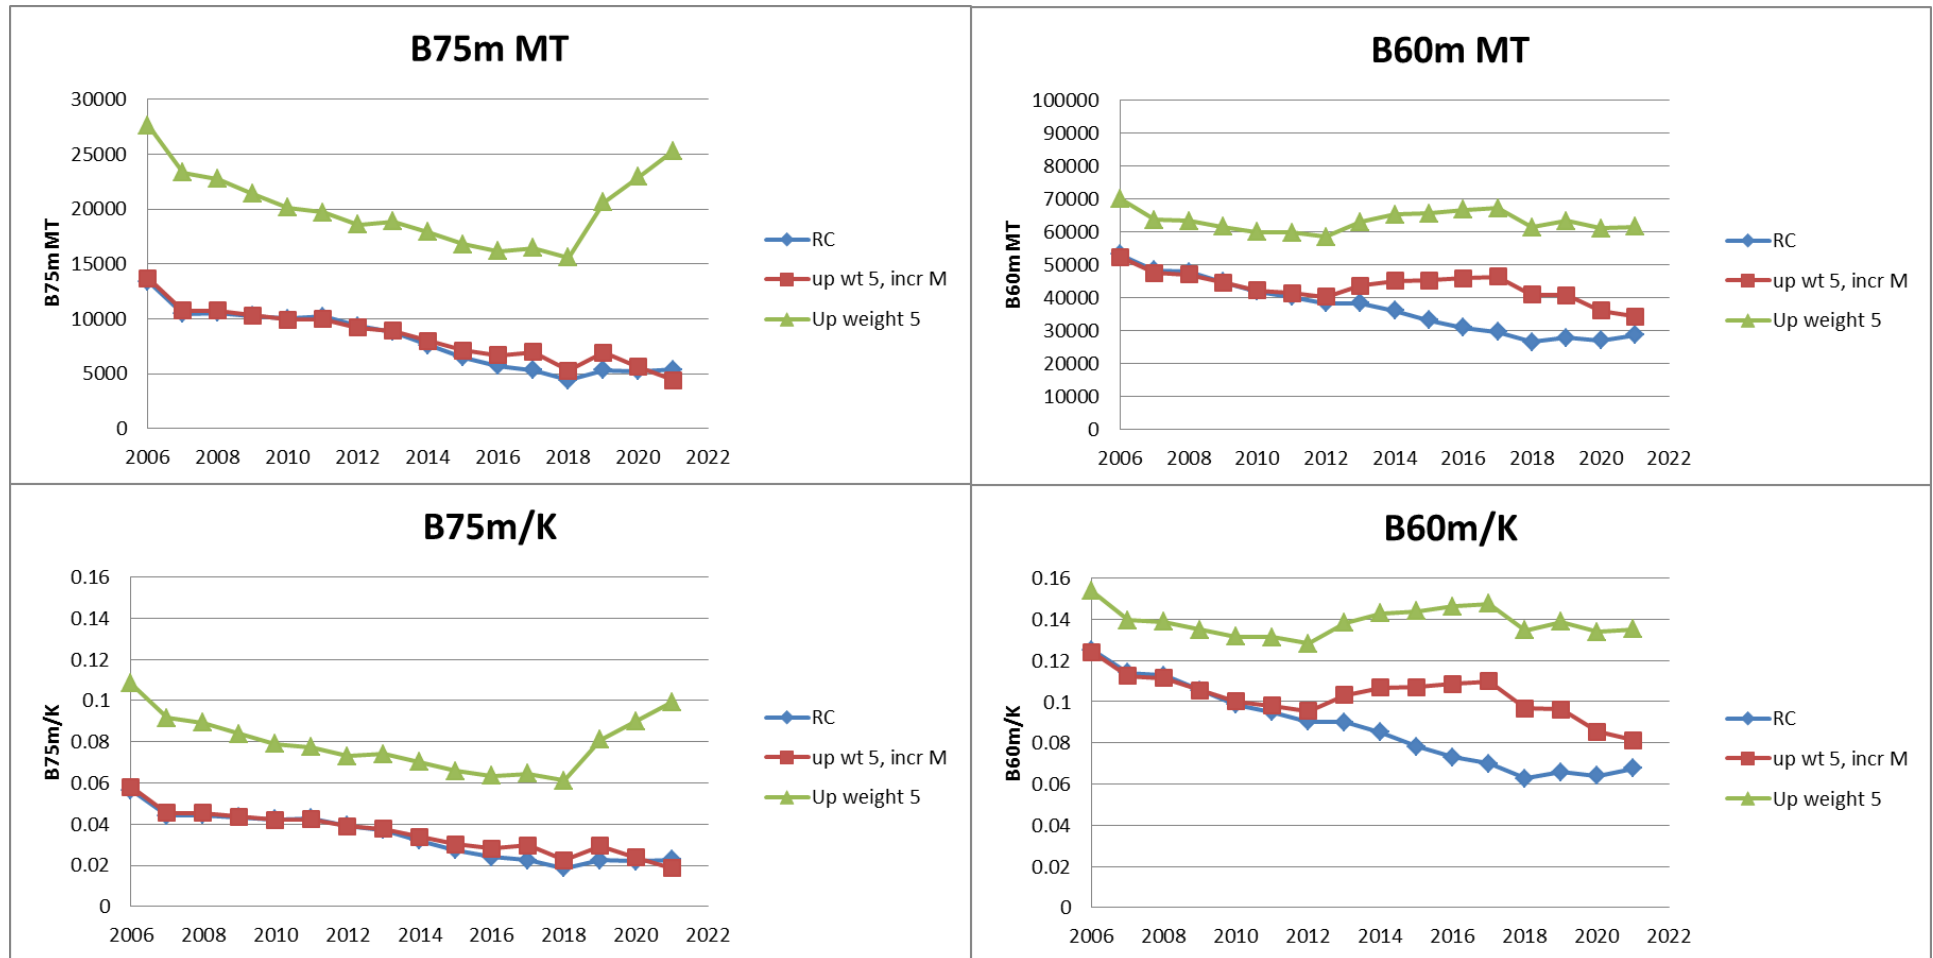 B75m MT
30000
25000
20000
15000
10000
5000
0
B75m MT
2006 2008 2010 2012 2014 2016 2018 2020 2022
RC
up wt 5, incr M
Up weight 5
B60m MT
100000
90000
80000
70000
60000
50000
40000
30000
20000
10000
0
B60m MT
2006 2008 2010 2012 2014 2016 2018 2020 2022
RC
up wt 5, incr M
Up weight 5
B75m/K
0.16
0.14
0.12
0.1
0.08
0.06
0.04
0.02
0
B75m/K
2006 2008 2010 2012 2014 2016 2018 2020 2022
RC
up wt 5, incr M
Up weight 5
B60m/K
0.16
0.14
0.12
0.1
0.08
0.06
0.04
0.02
0
B60m/K
2006 2008 2010 2012 2014 2016 2018 2020 2022
RC
up wt 5, incr M
Up weight 5